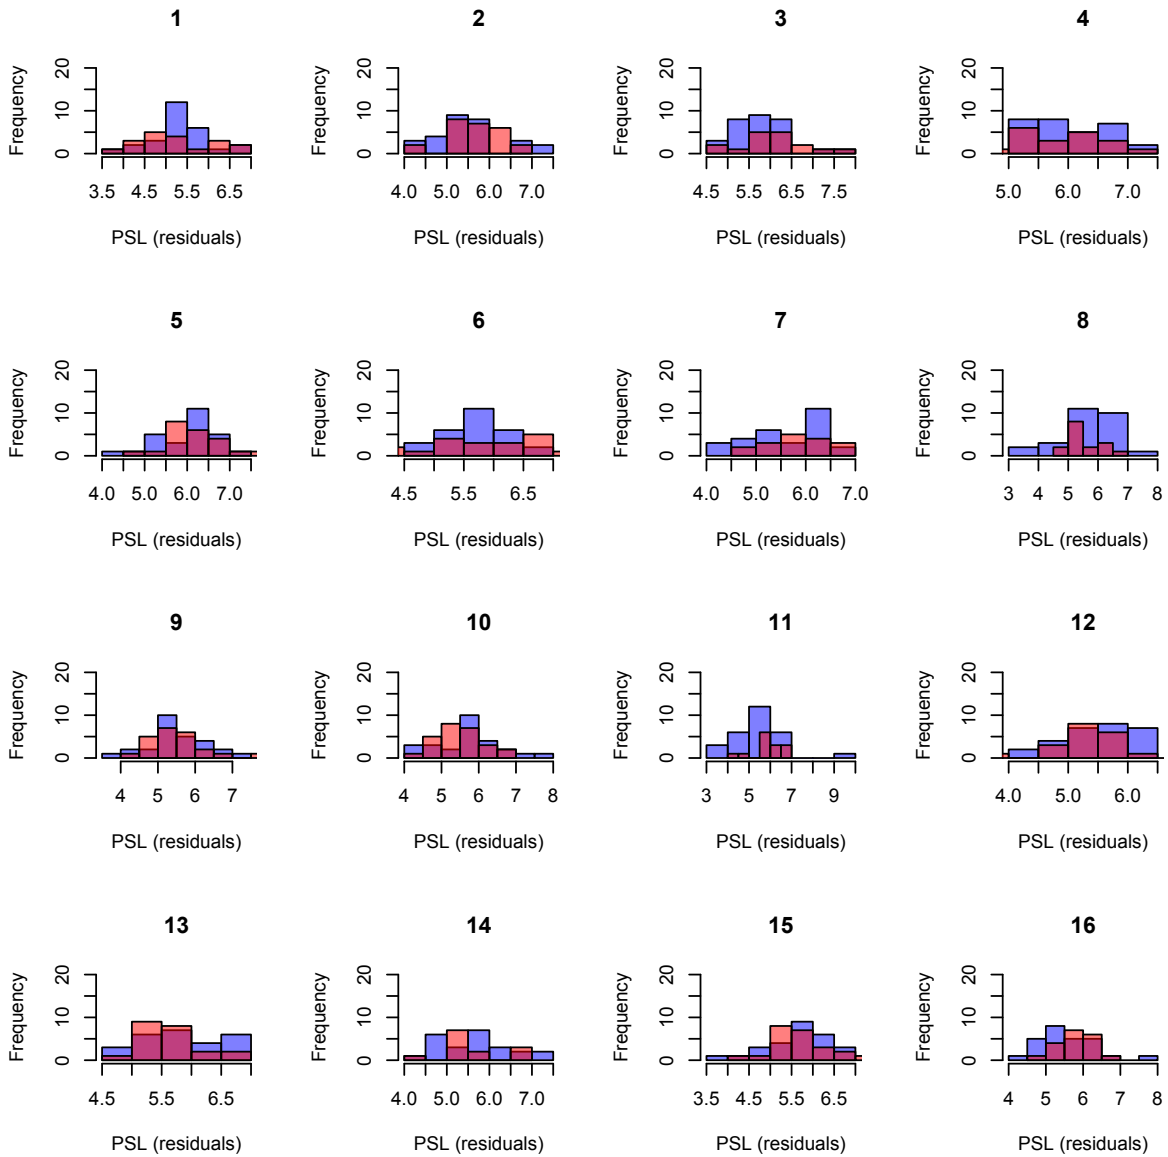 1 2 3 4
Frequency 0 10 20 Frequency 0 10 20 Frequency 0 10 20 Frequency 0 10 20
3.5 4.5 5.5 6.5 4.0 5.0 6.0 7.0 4.5 5.5 6.5 7.5 5.0 6.0 7.0
PSL (residuals) PSL (residuals) PSL (residuals) PSL (residuals)
5 6 7 8
Frequency 0 10 20 Frequency 0 10 20 Frequency 0 10 20 Frequency 0 10 20
4.0 5.0 6.0 7.0 4.5 5.5 6.5 4.0 5.0 6.0 7.0 3 4 5 6 7 8
PSL (residuals) PSL (residuals) PSL (residuals) PSL (residuals)
9 10 11 12
Frequency 0 10 20 Frequency 0 10 20 Frequency 0 10 20 Frequency 0 10 20
4 5 6 7 4 5 6 7 8 3 5 7 9 4.0 5.0 6.0
PSL (residuals) PSL (residuals) PSL (residuals) PSL (residuals)
13 14 15 16
Frequency 0 10 20 Frequency 0 10 20 Frequency 0 10 20 Frequency 0 10 20
4.5 5.5 6.5 4.0 5.0 6.0 7.0 3.5 4.5 5.5 6.5 4 5 6 7 8
PSL (residuals) PSL (residuals) PSL (residuals) PSL (residuals)